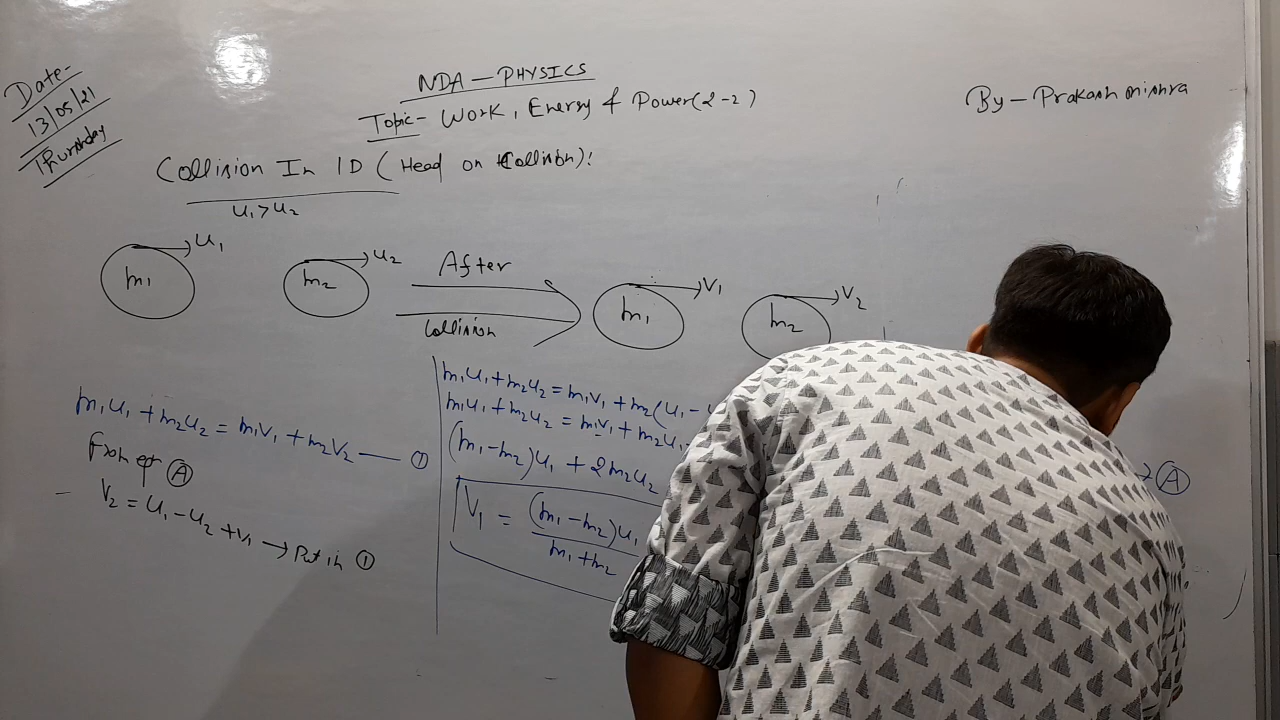 Date-
13/05/21
Thursday
NDA - PHYSICS
Topic- Work, Energy & Power(2-2)
By - Prakash mishra
Collision In 1D (Head on Collision):
u₁ > u₂
m₁ u₁
m₂ u₂
After
Collision
m₁ V₁
m₂ V₂
m₁u₁ + m₂u₂ = m₁v₁ + m₂v₂ — ①
From eqⁿ Ⓐ
V₂ = u₁ - u₂ + v₁ → Put in ①
m₁u₁ + m₂u₂ = m₁v₁ + m₂(u₁ -
m₁u₁ + m₂u₂ = m₁v₁ + m₂u₁
(m₁ - m₂)u₁ + 2m₂u₂
V₁ = (m₁ - m₂)u₁
m₁ + m₂
→ Ⓐ